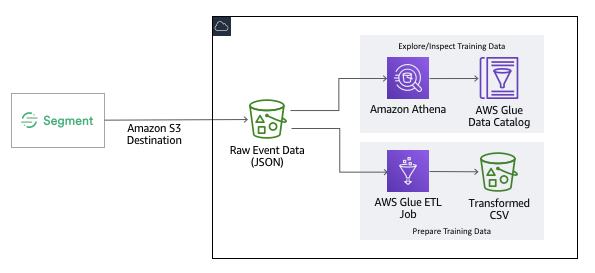 Explore/Inspect Training Data
Segment
Amazon S3
Destination
Raw Event Data
(JSON)
Amazon Athena
AWS Glue
Data Catalog
AWS Glue ETL
Job
Transformed
CSV
Prepare Training Data